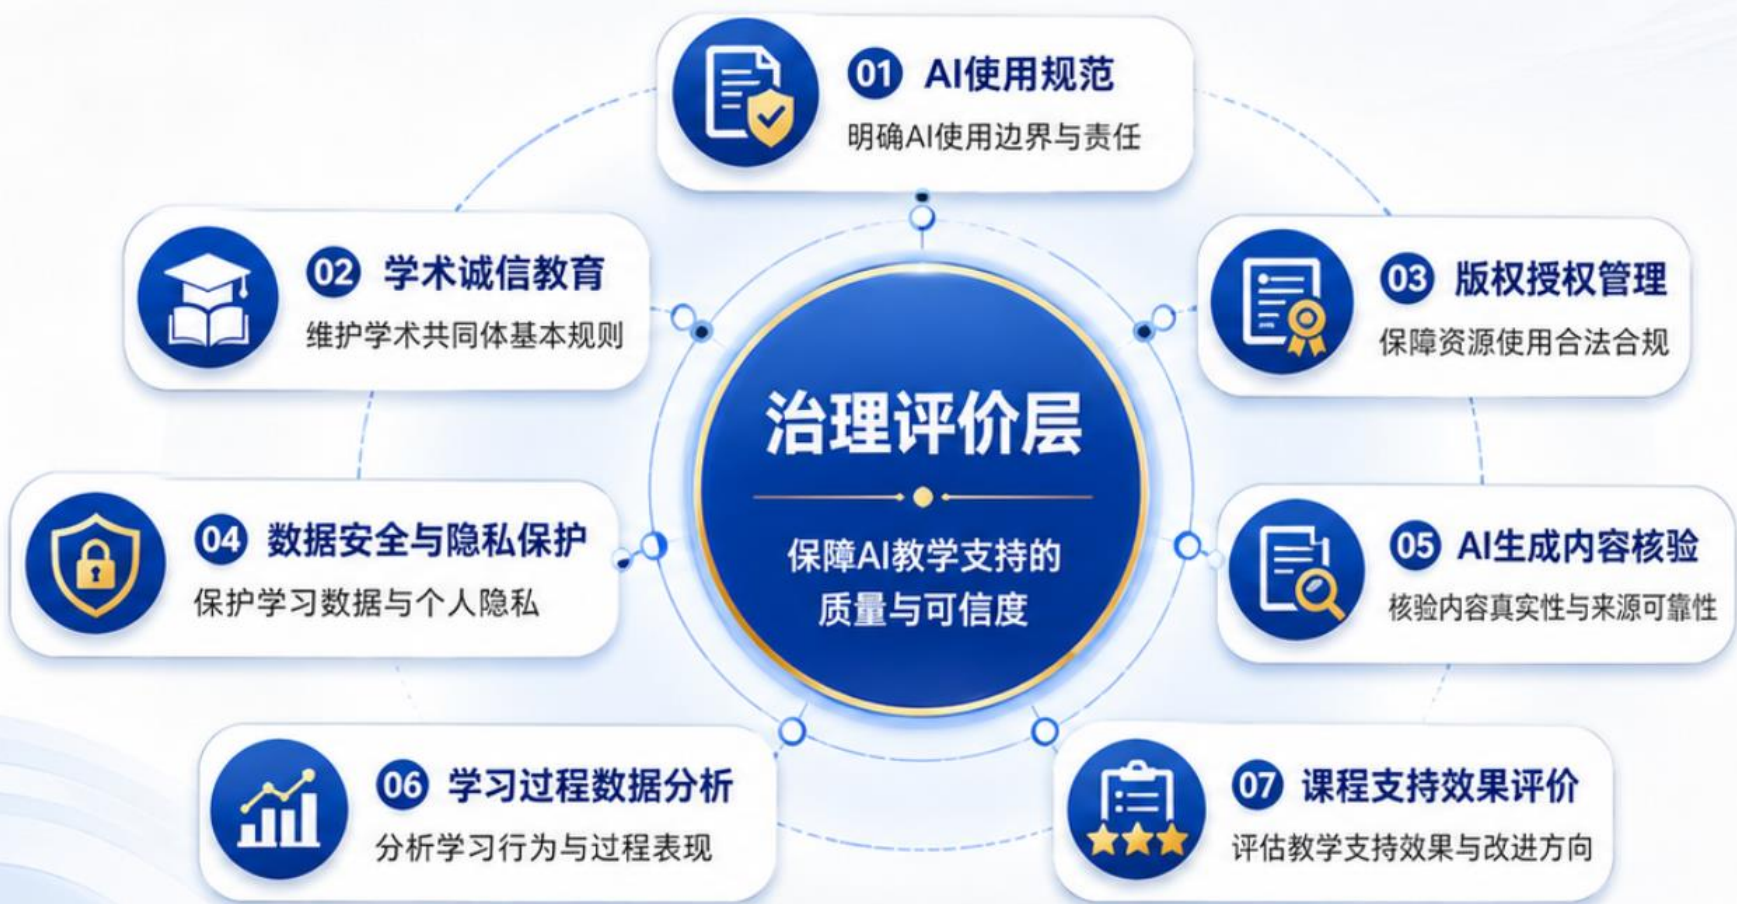 01 AI使用规范
明确AI使用边界与责任
02 学术诚信教育
维护学术共同体基本规则
03 版权授权管理
保障资源使用合法合规
治理评价层
保障AI教学支持的
质量与可信度
04 数据安全与隐私保护
保护学习数据与个人隐私
05 AI生成内容核验
核验内容真实性与来源可靠性
06 学习过程数据分析
分析学习行为与过程表现
07 课程支持效果评价
评估教学支持效果与改进方向